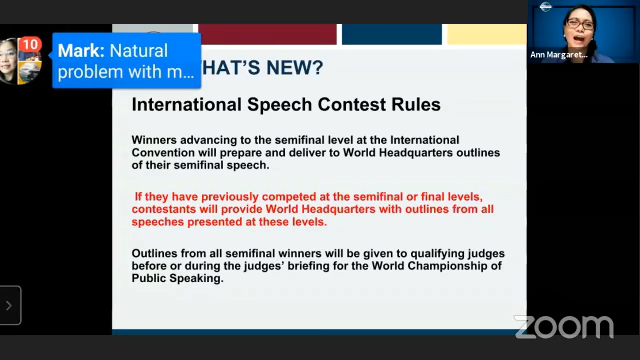 10
Mark: Natural
problem with m...
HAT'S NEW?
Ann Margaret...
International Speech Contest Rules
Winners advancing to the semifinal level at the International
Convention will prepare and deliver to World Headquarters outlines
of their semifinal speech.
If they have previously competed at the semifinal or final levels,
contestants will provide World Headquarters with outlines from all
speeches presented at these levels.
Outlines from all semifinal winners will be given to qualifying judges
before or during the judges' briefing for the World Championship of
Public Speaking.
zoom